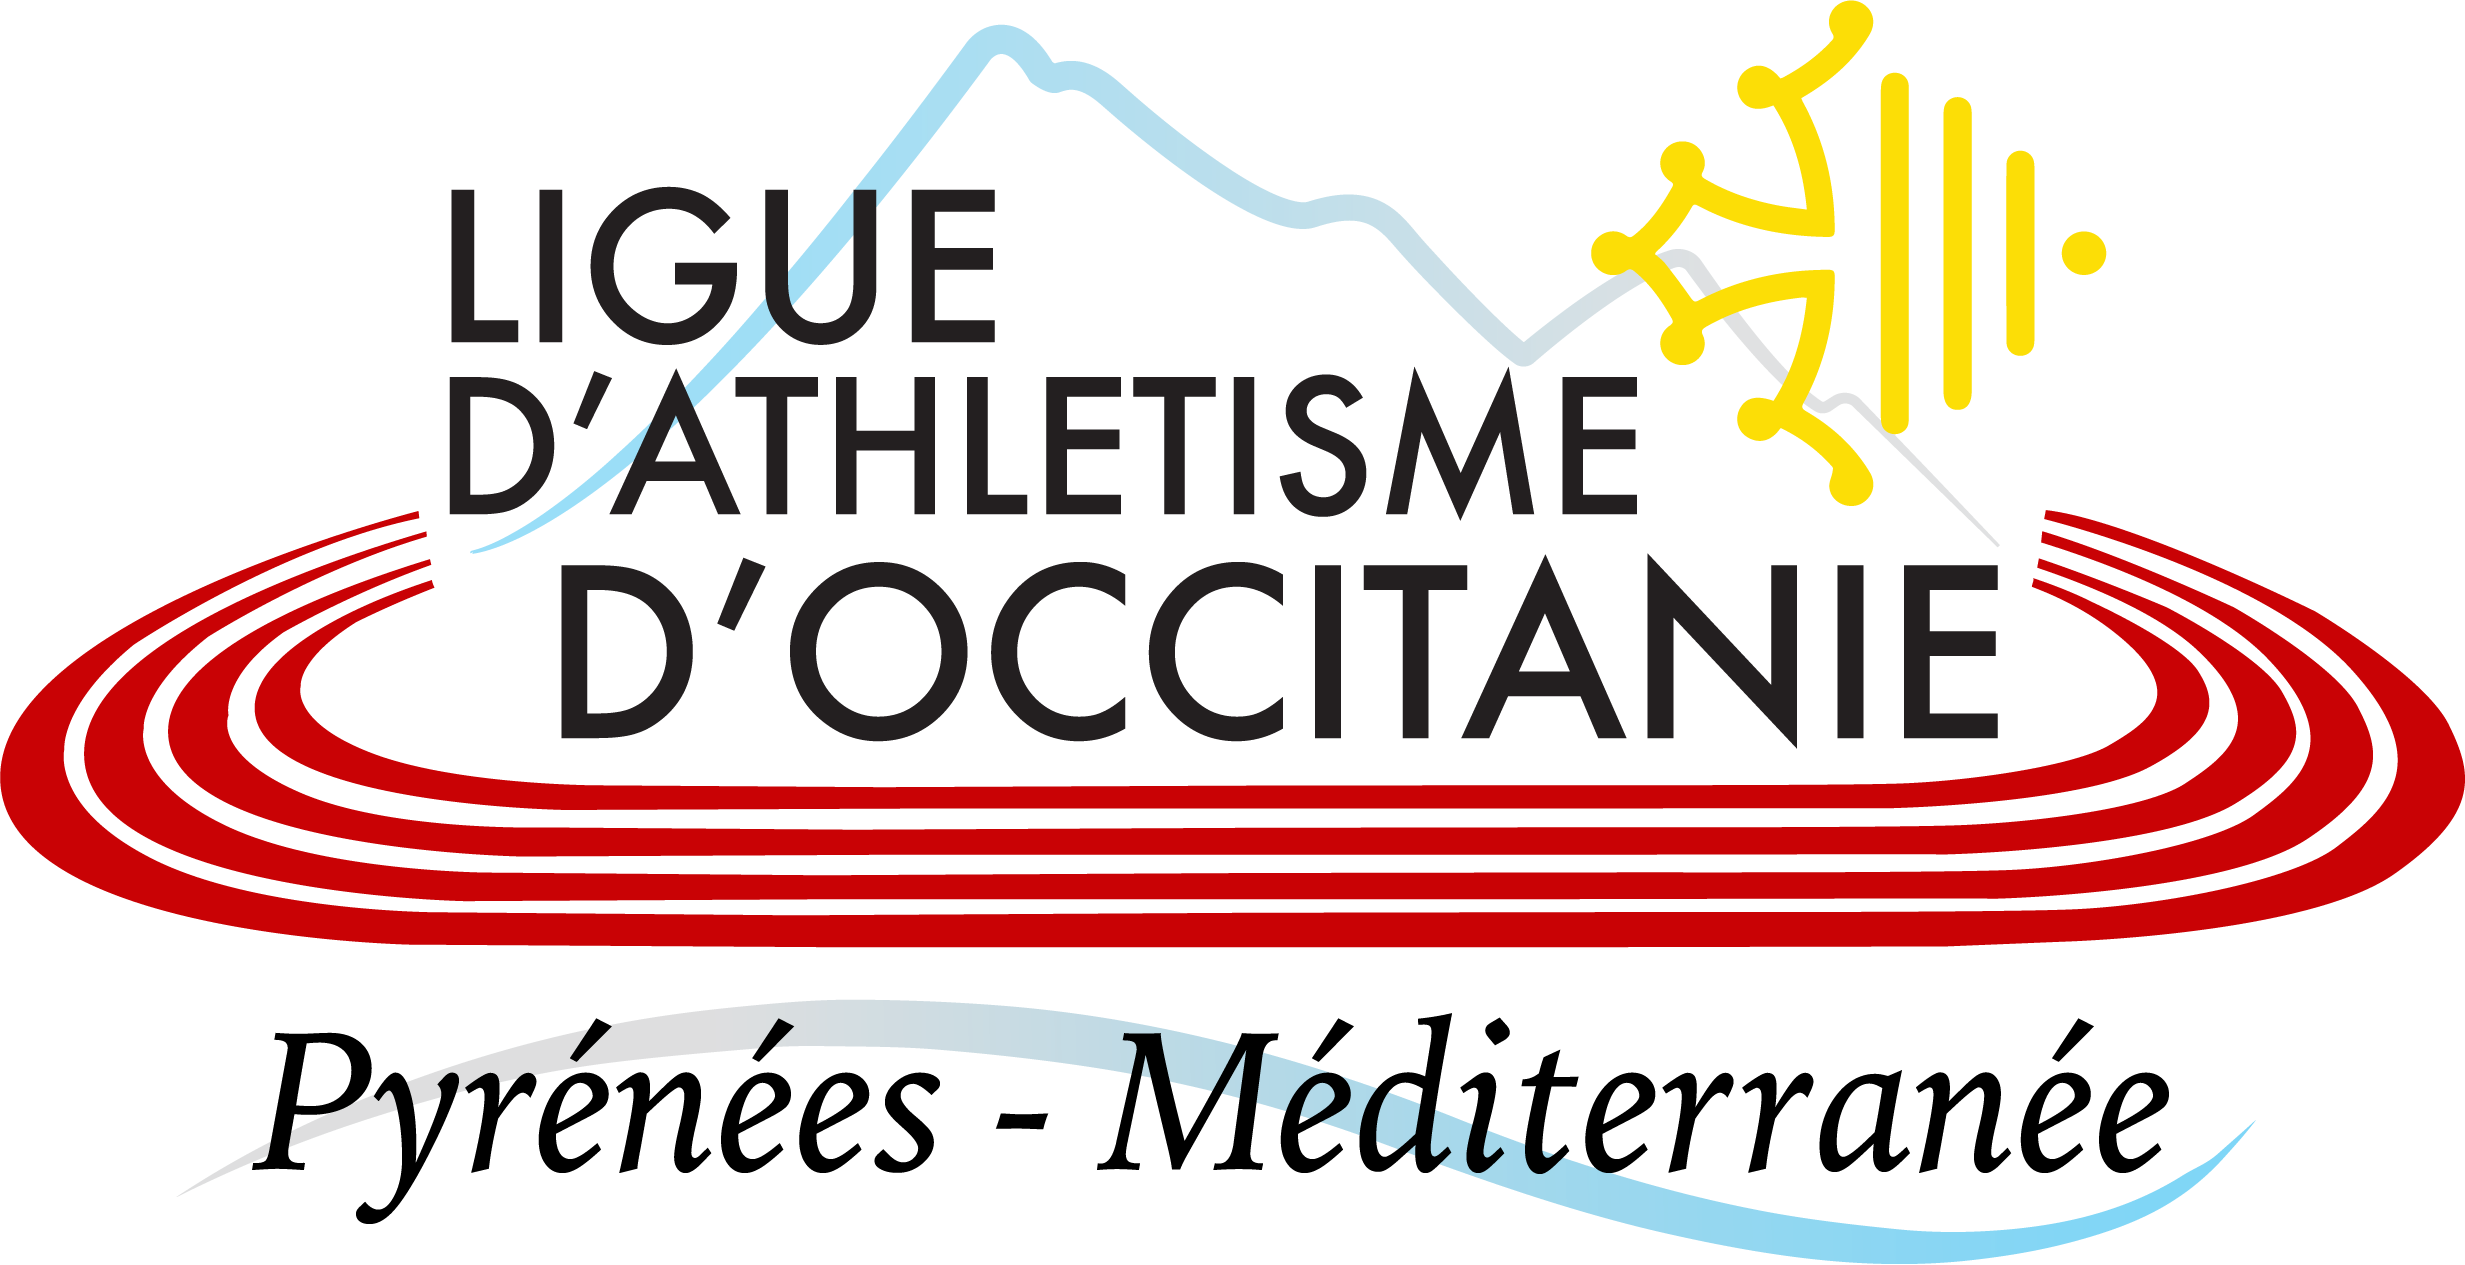 LIGUE
D'ATHLETISME
D'OCCITANIE
Pyrénées - Méditerranée